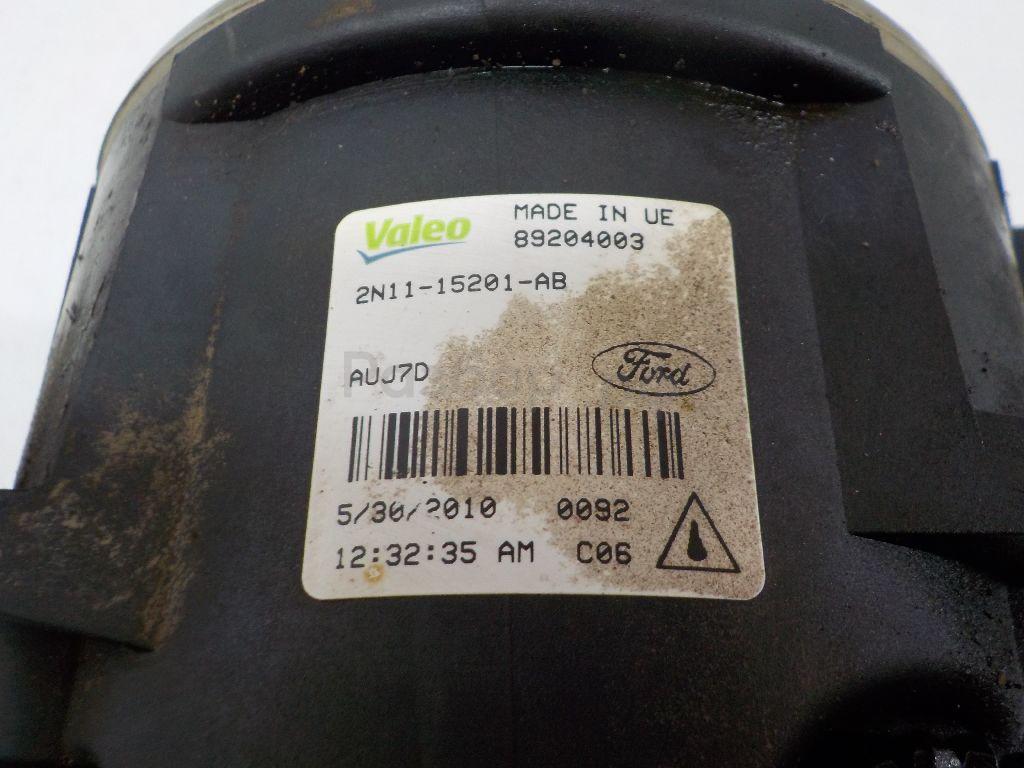 Valeo MADE IN UE
89204003
2N11-15201-AB
AUJ7D Ford
5/30/2010 0092
12:32:35 AM C06